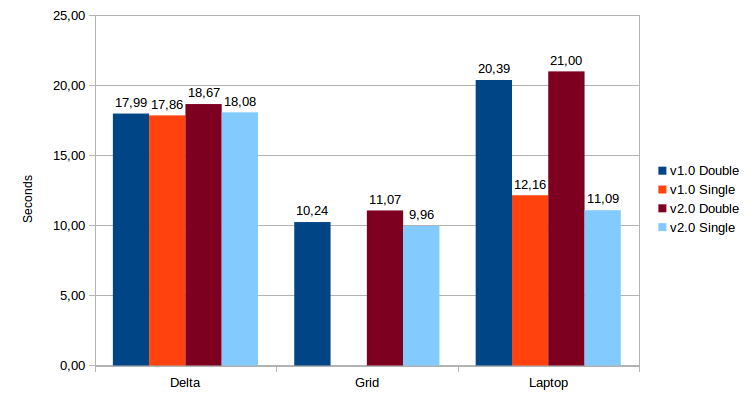 25,00
20,00
15,00
10,00
5,00
0,00
Seconds
17,99 17,86 18,67 18,08
10,24 11,07 9,96
20,39 12,16 21,00 11,09
Delta Grid Laptop
v1.0 Double
v1.0 Single
v2.0 Double
v2.0 Single